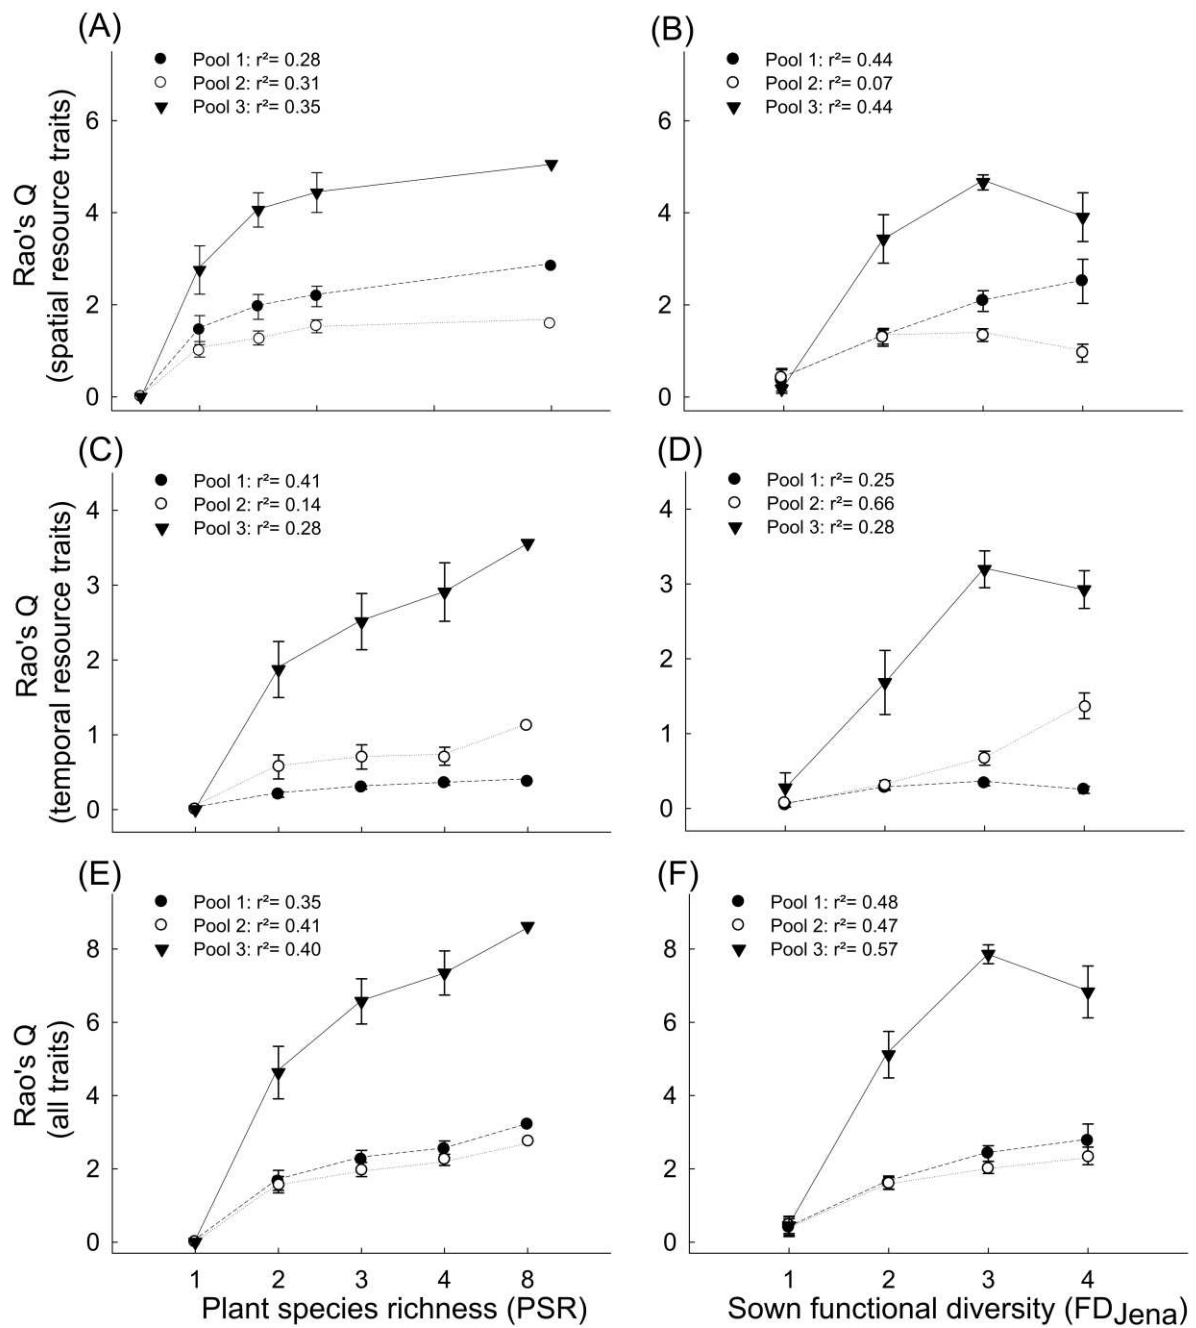 (A)
Pool 1: r²= 0.28
Pool 2: r²= 0.31
Pool 3: r²= 0.35
6
4
2
0
Rao's Q
(spatial resource traits)
(B)
Pool 1: r²= 0.44
Pool 2: r²= 0.07
Pool 3: r²= 0.44
6
4
2
0
(C)
Pool 1: r²= 0.41
Pool 2: r²= 0.14
Pool 3: r²= 0.28
4
3
2
1
0
Rao's Q
(temporal resource traits)
(D)
Pool 1: r²= 0.25
Pool 2: r²= 0.66
Pool 3: r²= 0.28
4
3
2
1
0
(E)
Pool 1: r²= 0.35
Pool 2: r²= 0.41
Pool 3: r²= 0.40
8
6
4
2
0
Rao's Q
(all traits)
1 2 3 4 8
Plant species richness (PSR)
(F)
Pool 1: r²= 0.48
Pool 2: r²= 0.47
Pool 3: r²= 0.57
8
6
4
2
0
1 2 3 4
Sown functional diversity (FDJena)